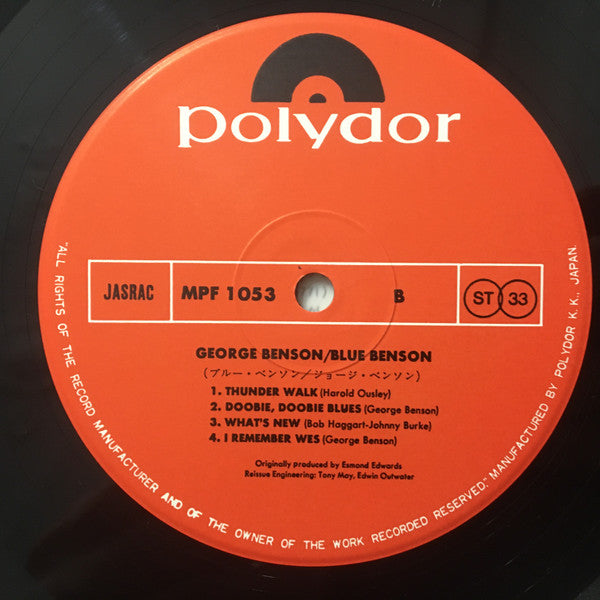 polydor
JASRAC
MPF 1053
B
ST 33
GEORGE BENSON/BLUE BENSON
(ブルー・ベンソン/ジョージ・ベンソン)
1. THUNDER WALK (Harold Ousley)
2. DOOBIE, DOOBIE BLUES (George Benson)
3. WHAT'S NEW (Bob Haggart-Johnny Burke)
4. I REMEMBER WES (George Benson)
Originally produced by Esmond Edwards
Reissue Engineering: Tony May, Edwin Outwater
"ALL RIGHTS OF THE RECORD MANUFACTURER AND OF THE OWNER OF THE WORK RECORDED RESERVED." MANUFACTURED BY POLYDOR K.K., JAPAN.